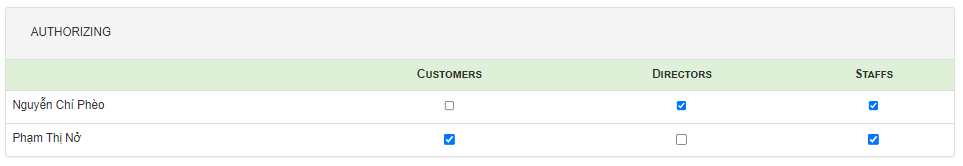 AUTHORIZING
CUSTOMERS DIRECTORS STAFFS
Nguyễn Chí Phèo
Phạm Thị Nở